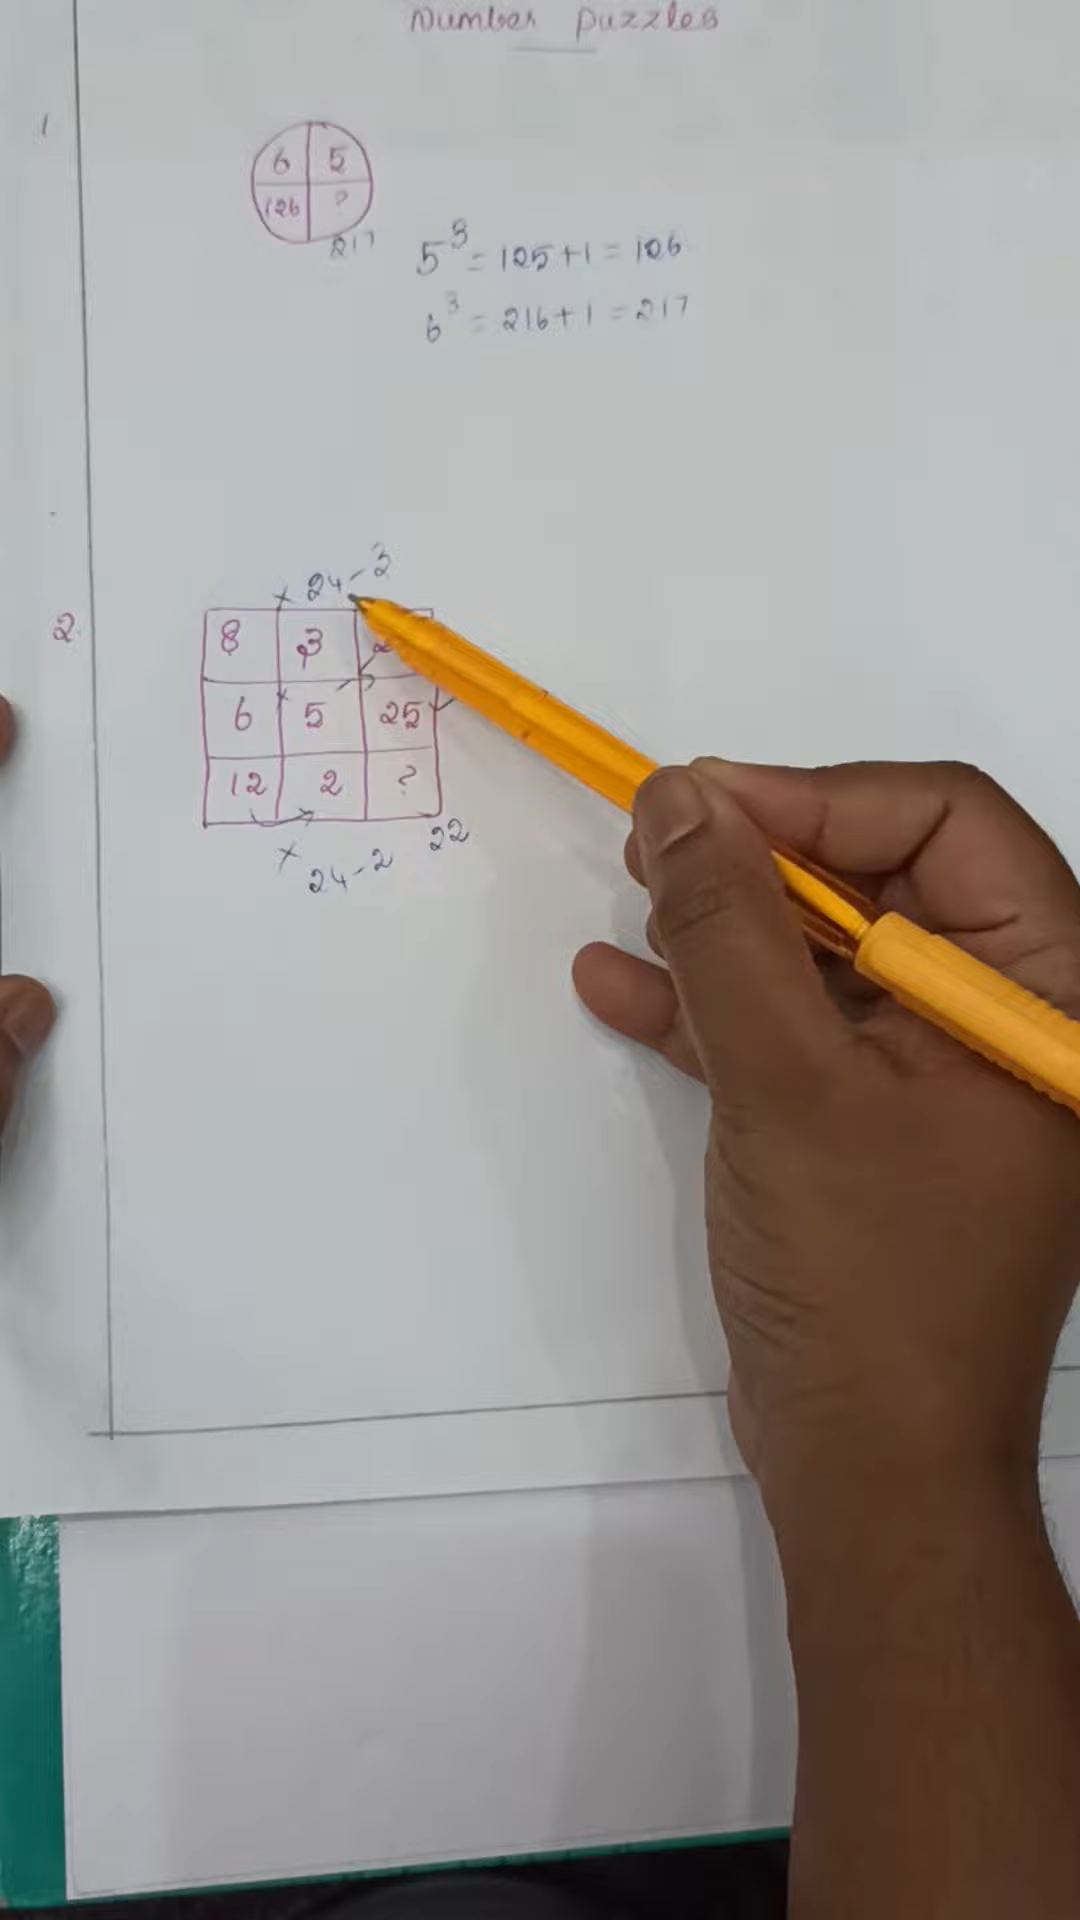 Number puzzles
1
6 5
126 ?
217
5³ = 125 + 1 = 126
6³ = 216 + 1 = 217
2.
× 24 - 3
8 3
6 5 25
12 2 ?
22
× 24 - 2